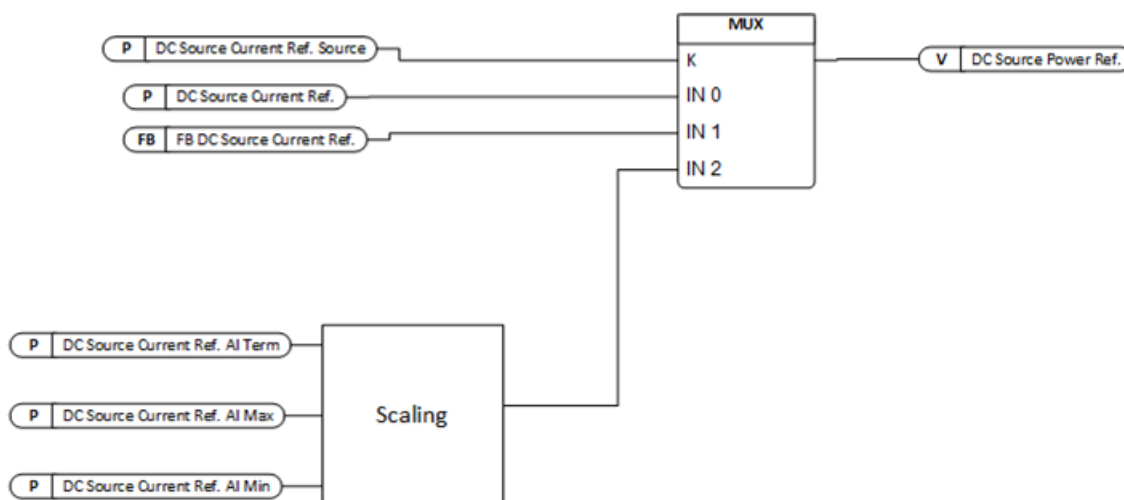 MUX
P DC Source Current Ref. Source
K
V DC Source Power Ref.
P DC Source Current Ref.
IN 0
FB FB DC Source Current Ref.
IN 1
IN 2
P DC Source Current Ref. AI Term
P DC Source Current Ref. AI Max
Scaling
P DC Source Current Ref. AI Min